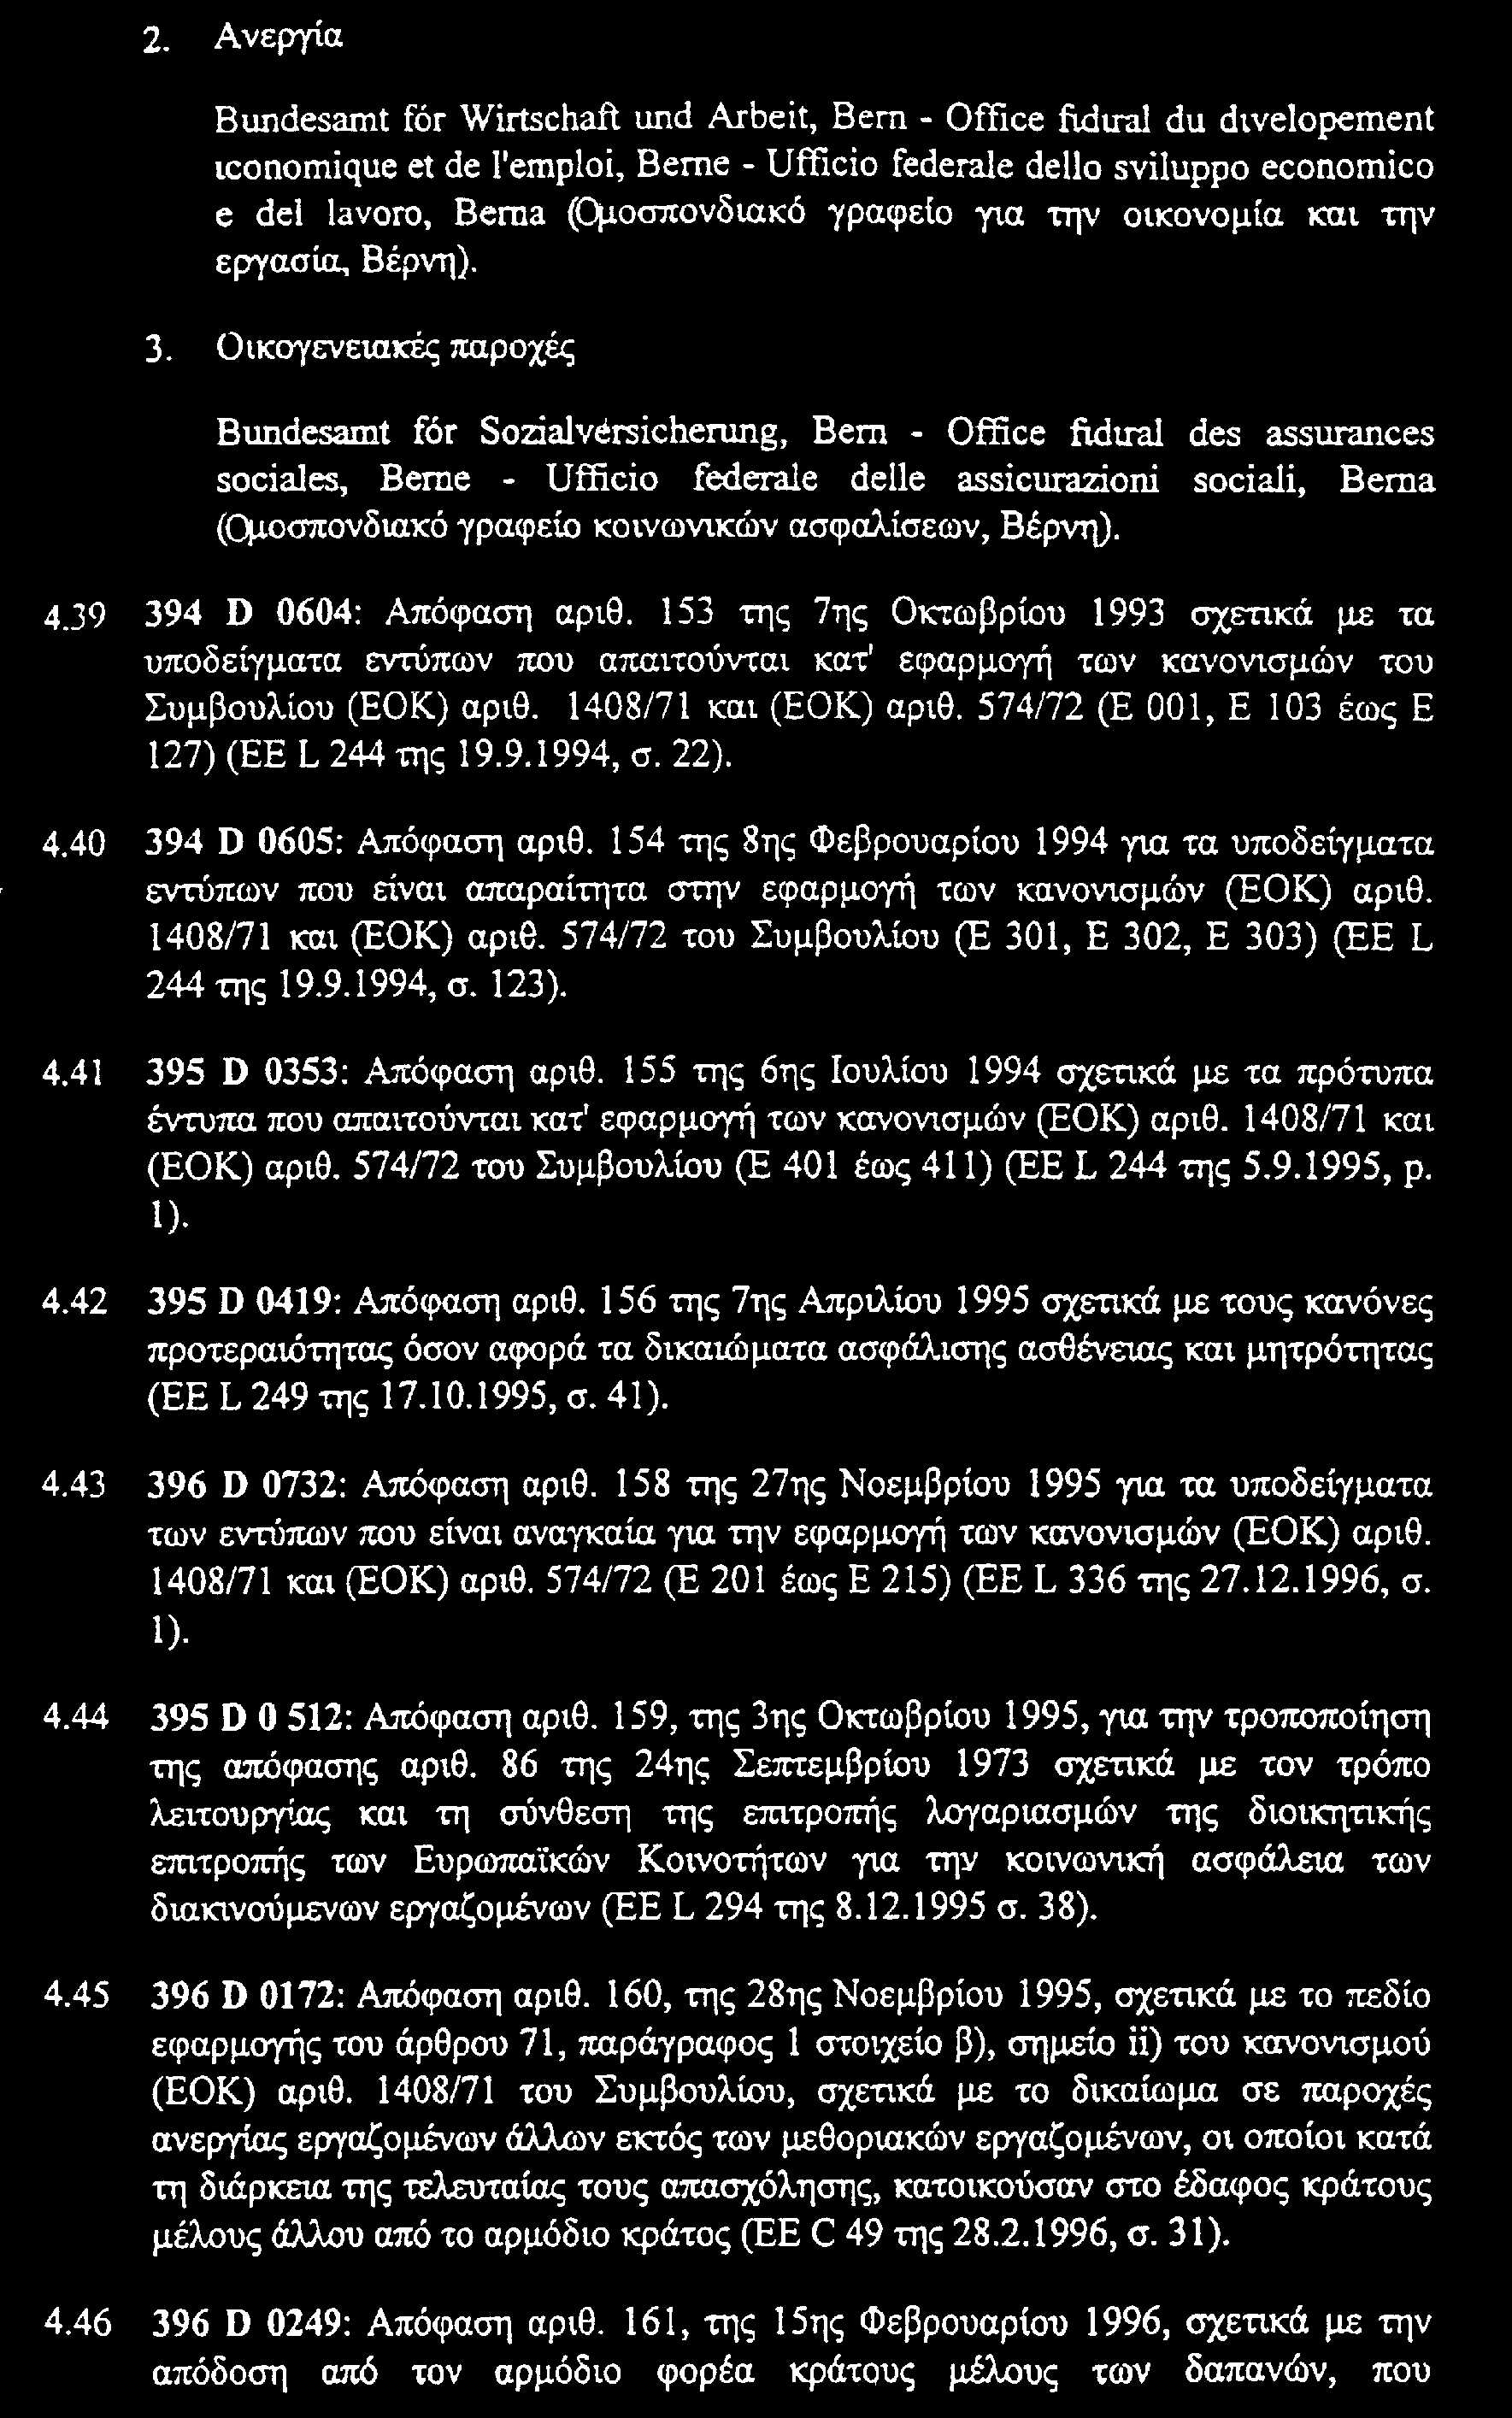 2. Ανεργία
Bundesamt fór Wirtschaft und Arbeit, Bern - Office fιdιral du dιvelopement
ιconomique et de l'emploi, Berne - Ufficio federale dello sviluppo economico
e del lavoro, Berna (Ομοσπονδιακό γραφείο για την οικονομία και την
εργασία, Βέρνη).
3. Οικογενειακές παροχές
Bundesamt fór Sozialvérsicherung, Bern - Office fιdιral des assurances
sociales, Berne - Ufficio federale delle assicurazioni sociali, Berna
(Ομοσπονδιακό γραφείο κοινωνικών ασφαλίσεων, Βέρνη).
4.39 394 D 0604: Απόφαση αριθ. 153 της 7ης Οκτωβρίου 1993 σχετικά με τα
υποδείγματα εντύπων που απαιτούνται κατ' εφαρμογή των κανονισμών του
Συμβουλίου (ΕΟΚ) αριθ. 1408/71 και (ΕΟΚ) αριθ. 574/72 (Ε 001, Ε 103 έως Ε
127) (ΕΕ L 244 της 19.9.1994, σ. 22).
4.40 394 D 0605: Απόφαση αριθ. 154 της 8ης Φεβρουαρίου 1994 για τα υποδείγματα
εντύπων που είναι απαραίτητα στην εφαρμογή των κανονισμών (ΕΟΚ) αριθ.
1408/71 και (ΕΟΚ) αριθ. 574/72 του Συμβουλίου (Ε 301, Ε 302, Ε 303) (ΕΕ L
244 της 19.9.1994, σ. 123).
4.41 395 D 0353: Απόφαση αριθ. 155 της 6ης Ιουλίου 1994 σχετικά με τα πρότυπα
έντυπα που απαιτούνται κατ' εφαρμογή των κανονισμών (ΕΟΚ) αριθ. 1408/71 και
(ΕΟΚ) αριθ. 574/72 του Συμβουλίου (Ε 401 έως 411) (ΕΕ L 244 της 5.9.1995, p.
1).
4.42 395 D 0419: Απόφαση αριθ. 156 της 7ης Απριλίου 1995 σχετικά με τους κανόνες
προτεραιότητας όσον αφορά τα δικαιώματα ασφάλισης ασθένειας και μητρότητας
(ΕΕ L 249 της 17.10.1995, σ. 41).
4.43 396 D 0732: Απόφαση αριθ. 158 της 27ης Νοεμβρίου 1995 για τα υποδείγματα
των εντύπων που είναι αναγκαία για την εφαρμογή των κανονισμών (ΕΟΚ) αριθ.
1408/71 και (ΕΟΚ) αριθ. 574/72 (Ε 201 έως Ε 215) (ΕΕ L 336 της 27.12.1996, σ.
1).
4.44 395 D 0 512: Απόφαση αριθ. 159, της 3ης Οκτωβρίου 1995, για την τροποποίηση
της απόφασης αριθ. 86 της 24ης Σεπτεμβρίου 1973 σχετικά με τον τρόπο
λειτουργίας και τη σύνθεση της επιτροπής λογαριασμών της διοικητικής
επιτροπής των Ευρωπαϊκών Κοινοτήτων για την κοινωνική ασφάλεια των
διακινούμενων εργαζομένων (ΕΕ L 294 της 8.12.1995 σ. 38).
4.45 396 D 0172: Απόφαση αριθ. 160, της 28ης Νοεμβρίου 1995, σχετικά με το πεδίο
εφαρμογής του άρθρου 71, παράγραφος 1 στοιχείο β), σημείο ii) του κανονισμού
(ΕΟΚ) αριθ. 1408/71 του Συμβουλίου, σχετικά με το δικαίωμα σε παροχές
ανεργίας εργαζομένων άλλων εκτός των μεθοριακών εργαζομένων, οι οποίοι κατά
τη διάρκεια της τελευταίας τους απασχόλησης, κατοικούσαν στο έδαφος κράτους
μέλους άλλου από το αρμόδιο κράτος (ΕΕ C 49 της 28.2.1996, σ. 31).
4.46 396 D 0249: Απόφαση αριθ. 161, της 15ης Φεβρουαρίου 1996, σχετικά με την
απόδοση από τον αρμόδιο φορέα κράτους μέλους των δαπανών, που